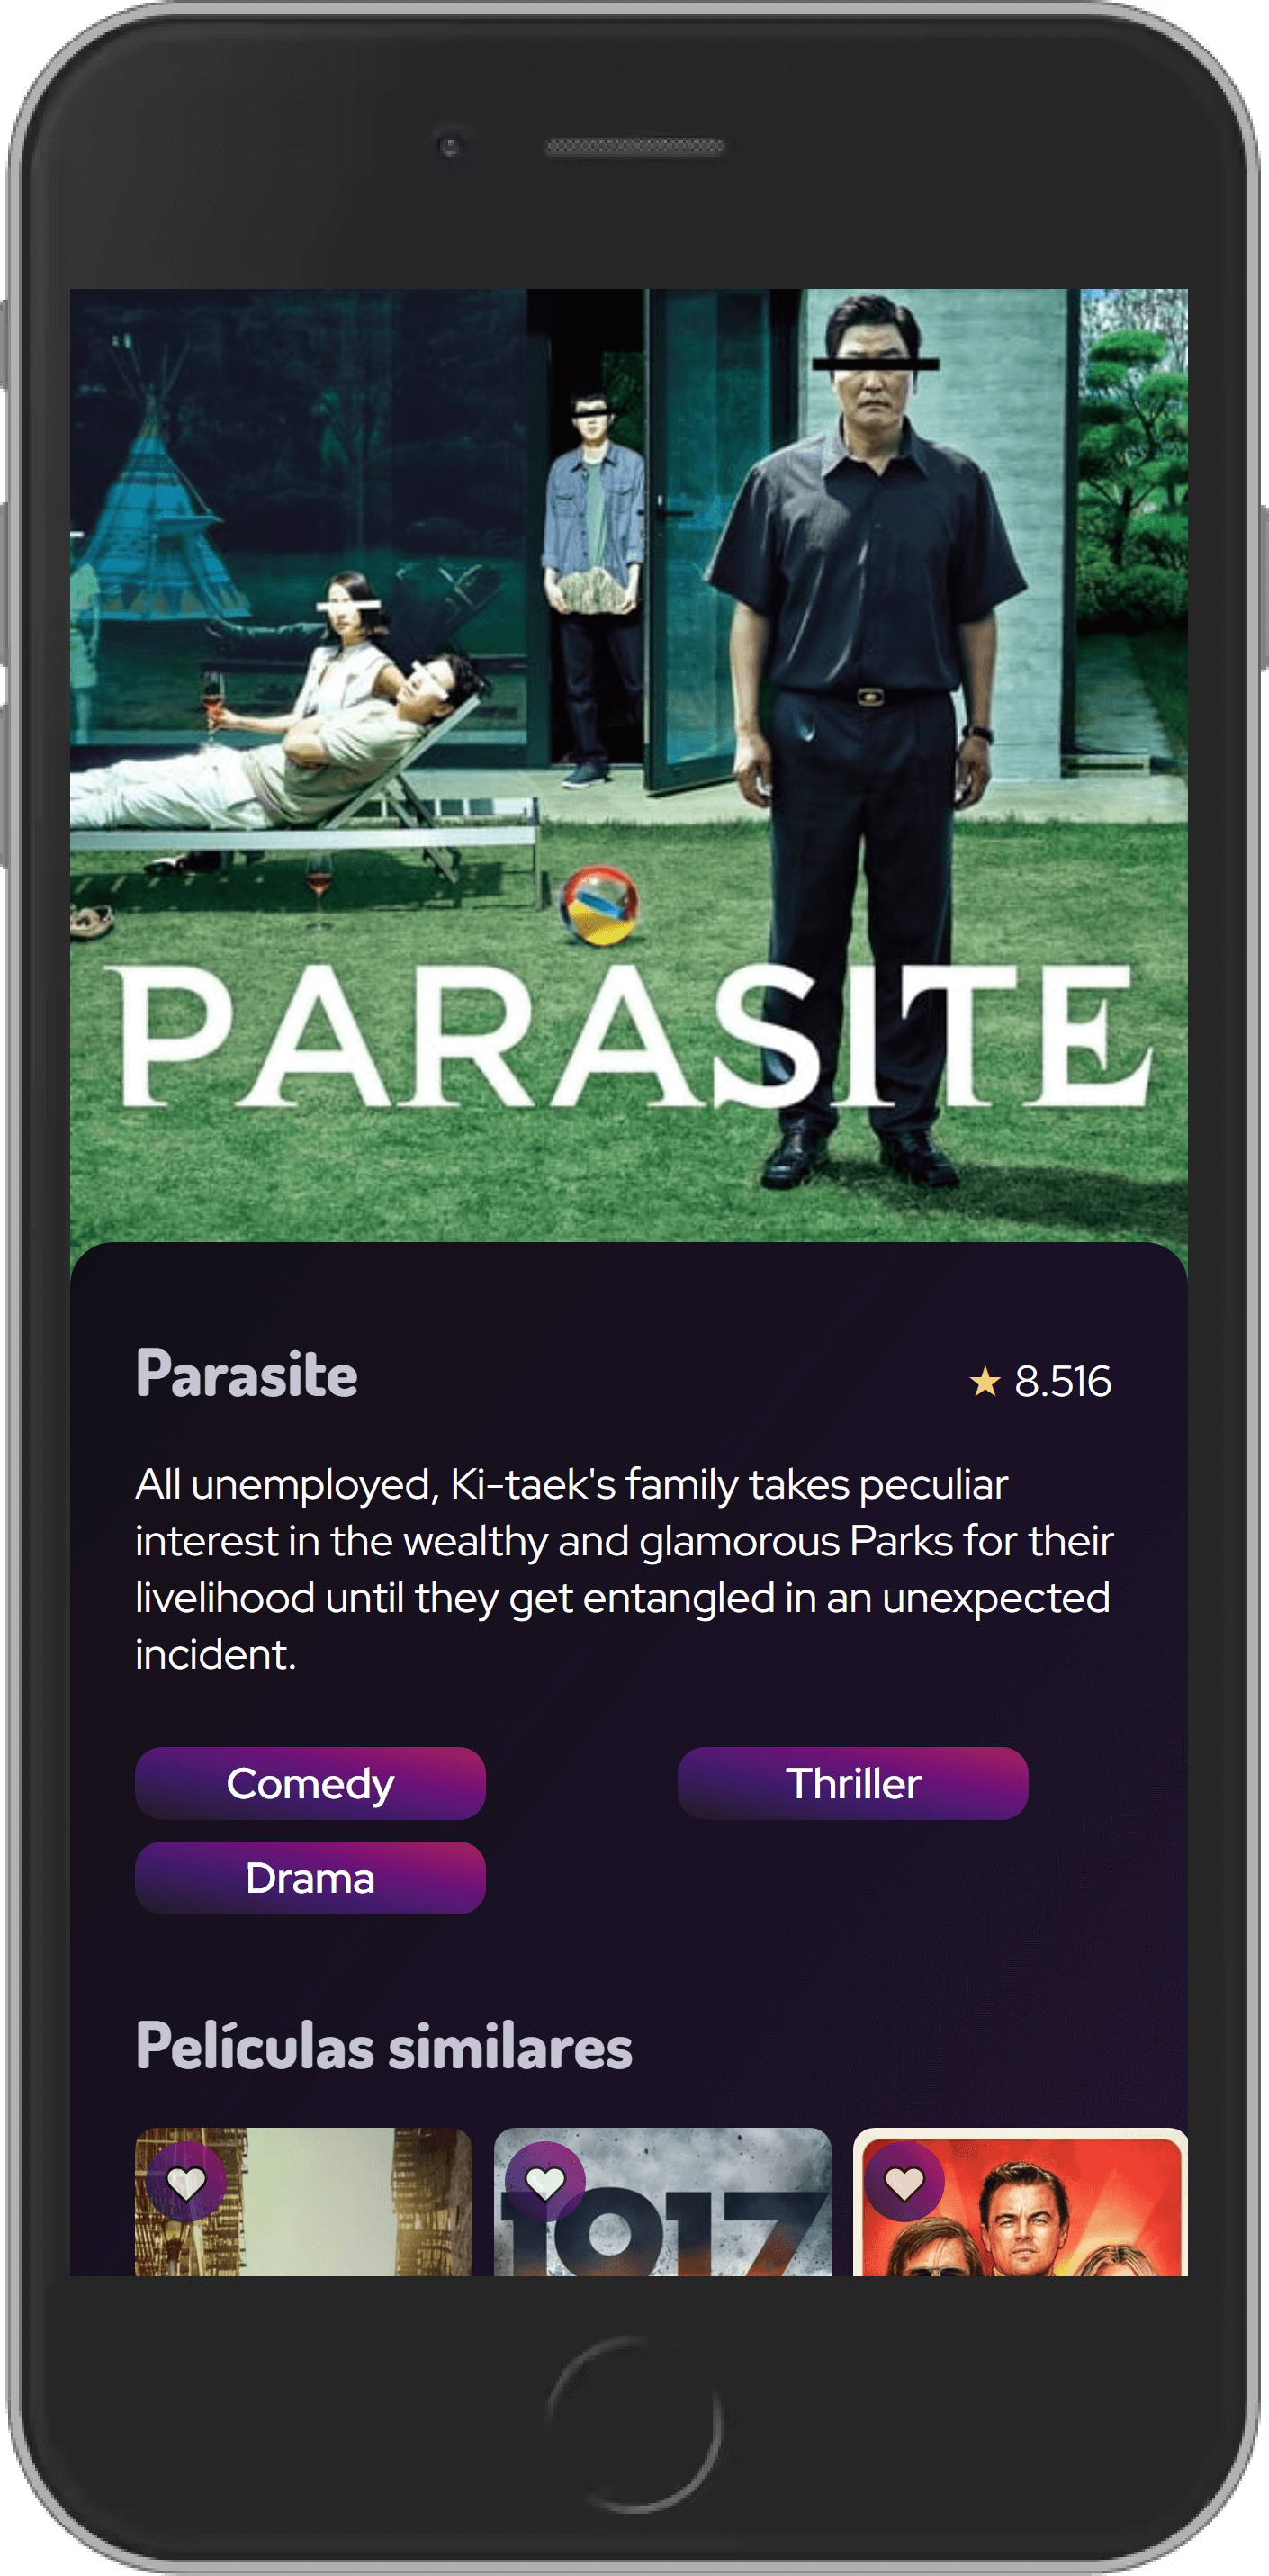 PARASITE
Parasite
★ 8.516
All unemployed, Ki-taek's family takes peculiar
interest in the wealthy and glamorous Parks for their
livelihood until they get entangled in an unexpected
incident.
Comedy
Thriller
Drama
Películas similares
1917